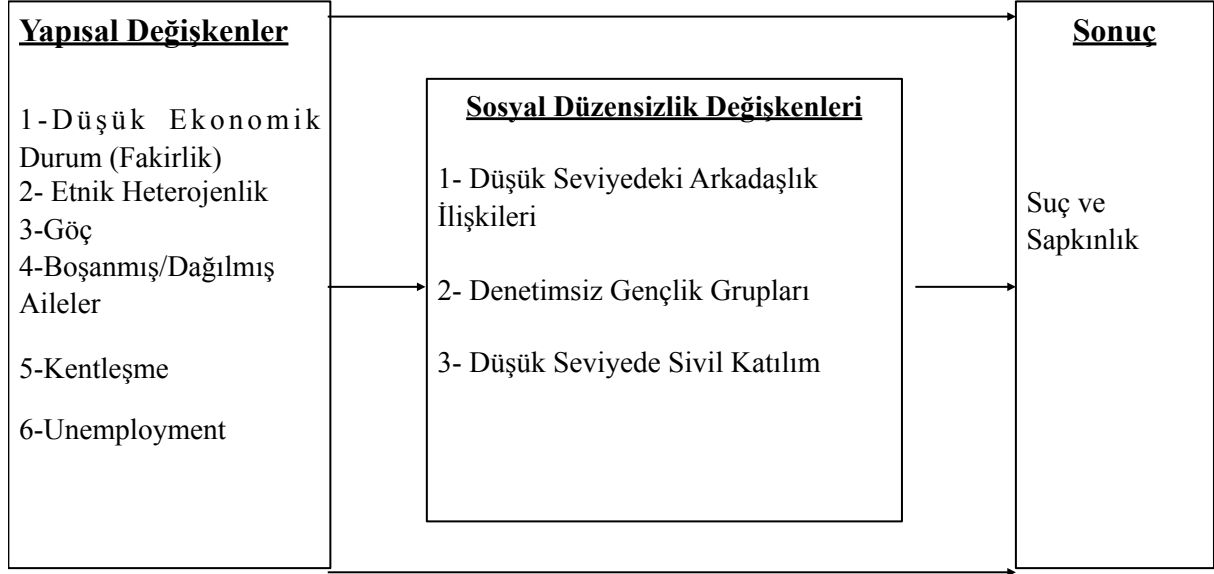 Yapısal Değişkenler
1-Düşük Ekonomik
Durum (Fakirlik)
2- Etnik Heterojenlik
3-Göç
4-Boşanmış/Dağılmış
Aileler
5-Kentleşme
6-Unemployment
Sosyal Düzensizlik Değişkenleri
1- Düşük Seviyedeki Arkadaşlık
İlişkileri
2- Denetimsiz Gençlik Grupları
3- Düşük Seviyede Sivil Katılım
Sonuç
Suç ve
Sapkınlık